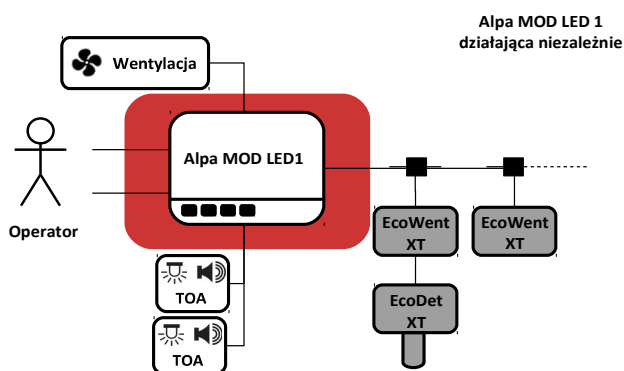 Alpa MOD LED 1
działająca niezależnie
Wentylacja
Alpa MOD LED1
Operator
EcoWent
XT
EcoWent
XT
TOA
EcoDet
XT
TOA